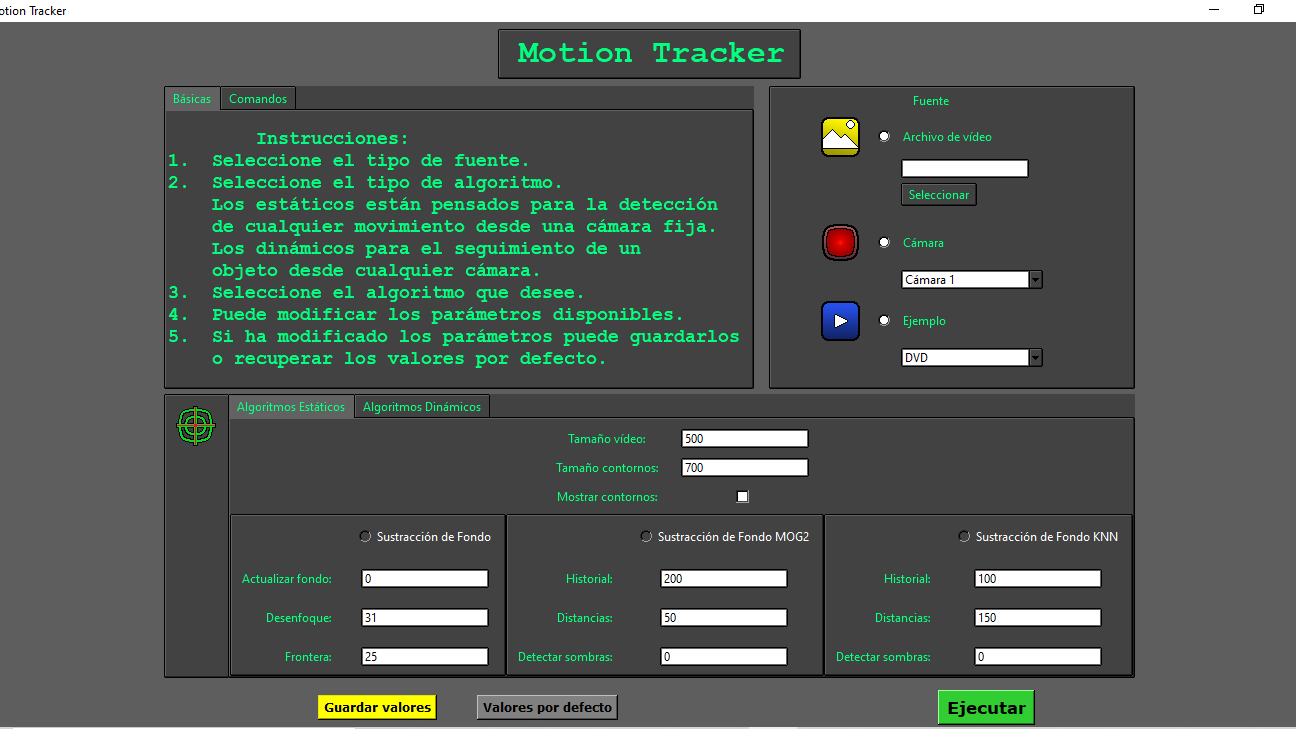 otion Tracker
Motion Tracker
Básicas Comandos
Instrucciones:
1. Seleccione el tipo de fuente.
2. Seleccione el tipo de algoritmo.
Los estáticos están pensados para la detección
de cualquier movimiento desde una cámara fija.
Los dinámicos para el seguimiento de un
objeto desde cualquier cámara.
3. Seleccione el algoritmo que desee.
4. Puede modificar los parámetros disponibles.
5. Si ha modificado los parámetros puede guardarlos
o recuperar los valores por defecto.
Fuente
Archivo de vídeo
Seleccionar
Cámara
Cámara 1
Ejemplo
DVD
Algoritmos Estáticos Algoritmos Dinámicos
Tamaño vídeo: 500
Tamaño contornos: 700
Mostrar contornos:
Sustracción de Fondo
Actualizar fondo: 0
Desenfoque: 31
Frontera: 25
Sustracción de Fondo MOG2
Historial: 200
Distancias: 50
Detectar sombras: 0
Sustracción de Fondo KNN
Historial: 100
Distancias: 150
Detectar sombras: 0
Guardar valores Valores por defecto Ejecutar